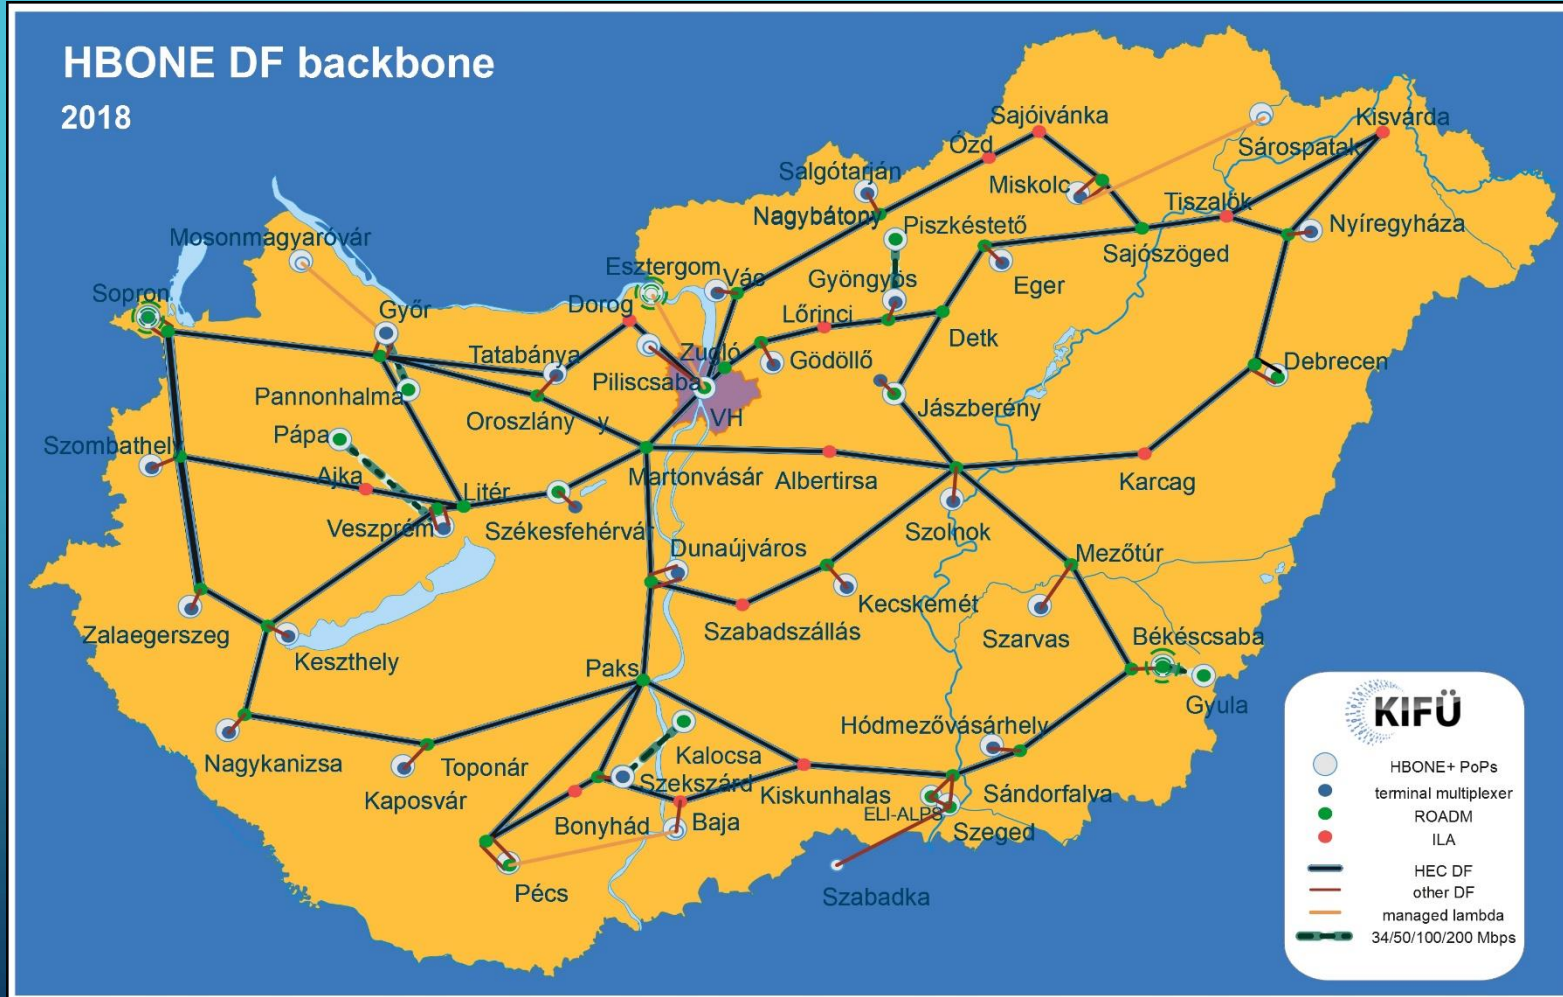 HBONE DF backbone
2018
Sajóivánka
Kisvárda
Ózd
Sárospatak
Salgótarján
Miskolc
Tiszalök
Nagybátony
Piszkéstető
Nyíregyháza
Mosonmagyaróvár
Sajószöged
Esztergom
Vác
Gyöngyös
Eger
Sopron
Győr
Dorog
Lőrinci
Detk
Tatabánya
Zugló
Gödöllő
Debrecen
Pannonhalma
Piliscsaba
Oroszlány
y
VH
Jászberény
Pápa
Szombathely
Martonvásár
Albertirsa
Karcag
Ajka
Litér
Veszprém
Székesfehérvár
Szolnok
Dunaújváros
Mezőtúr
Kecskemét
Zalaegerszeg
Szabadszállás
Szarvas
Békéscsaba
Keszthely
Paks
Gyula
Hódmezővásárhely
Nagykanizsa
Toponár
Kalocsa
Kaposvár
Szekszárd
Kiskunhalas
Sándorfalva
ELI-ALPS
Bonyhád
Baja
Szeged
Pécs
Szabadka
KIFÜ
HBONE+ PoPs
terminal multiplexer
ROADM
ILA
HEC DF
other DF
managed lambda
34/50/100/200 Mbps